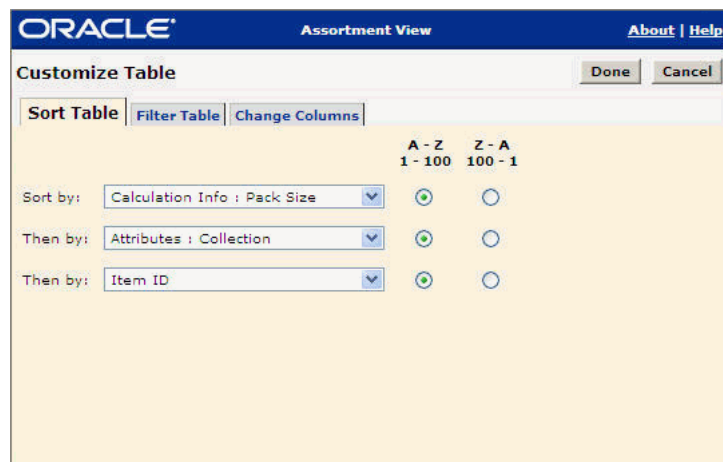 ORACLE Assortment View About | Help
Customize Table Done Cancel
Sort Table Filter Table Change Columns
A - Z Z - A
1 - 100 100 - 1
Sort by: Calculation Info : Pack Size
Then by: Attributes : Collection
Then by: Item ID